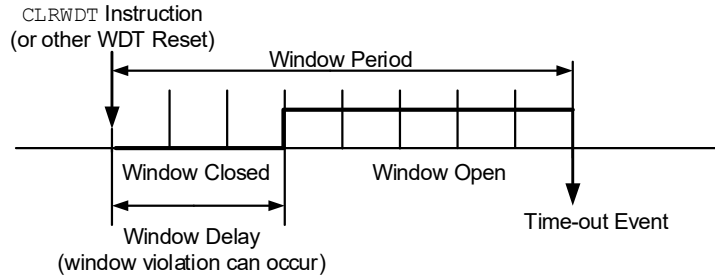 CLRWDT Instruction
(or other WDT Reset)
Window Period
Window Closed
Window Open
Window Delay
(window violation can occur)
Time-out Event